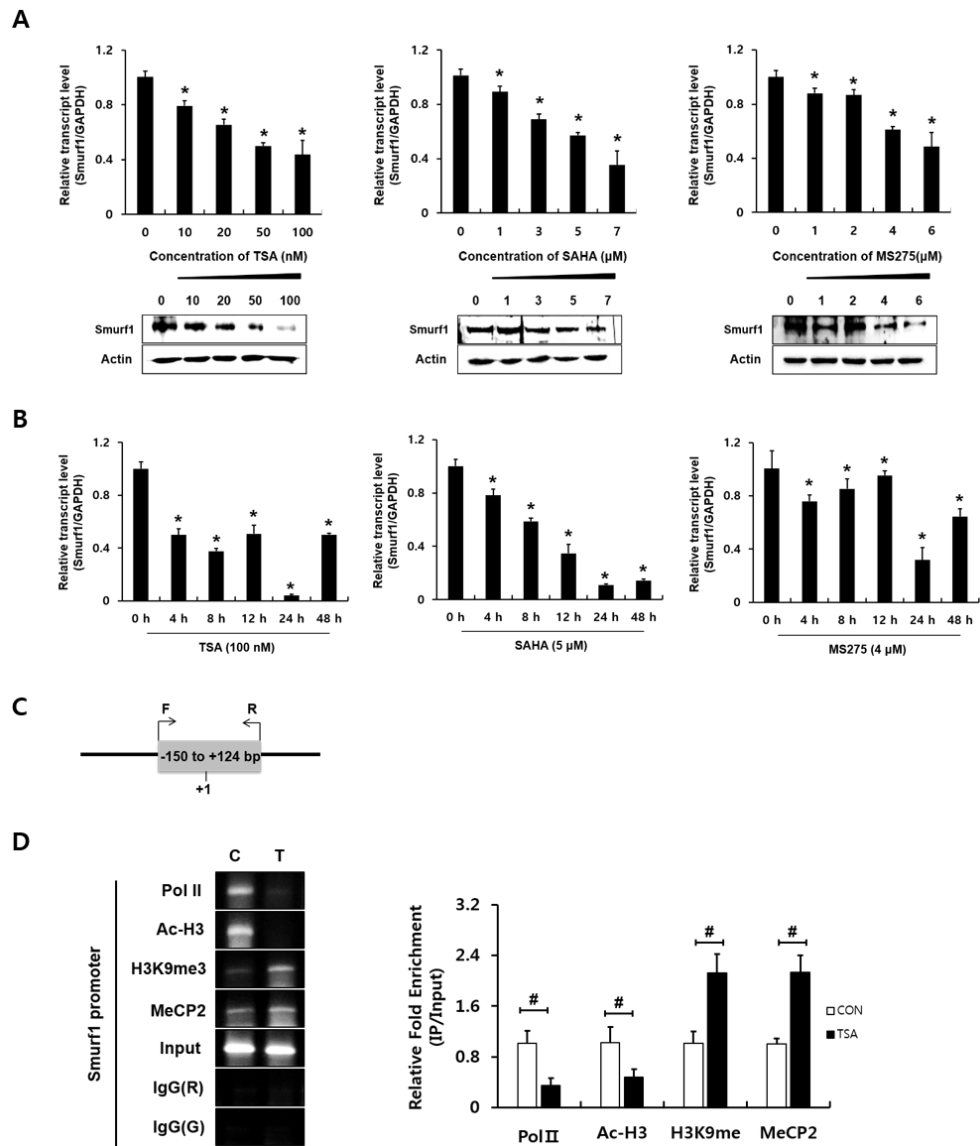 A
Relative transcript level
(Smurf1/GAPDH)
1.2
0.8
0.4
0
0 10 20 50 100
Concentration of TSA (nM)
* * * *
0 10 20 50 100
Smurf1
Actin
Relative transcript level
(Smurf1/GAPDH)
1.2
0.8
0.4
0
0 1 3 5 7
Concentration of SAHA (μM)
* * * *
0 1 3 5 7
Smurf1
Actin
Relative transcript level
(Smurf1/GAPDH)
1.2
0.8
0.4
0
0 1 2 4 6
Concentration of MS275(μM)
* * * *
0 1 2 4 6
Smurf1
Actin
B
Relative transcript level
(Smurf1/GAPDH)
1.2
0.8
0.4
0
* * * * *
0 h 4 h 8 h 12 h 24 h 48 h
TSA (100 nM)
Relative transcript level
(Smurf1/GAPDH)
1.2
0.8
0.4
0
* * * * *
0 h 4 h 8 h 12 h 24 h 48 h
SAHA (5 μM)
Relative transcript level
(Smurf1/GAPDH)
1.2
0.8
0.4
0
* * * * *
0 h 4 h 8 h 12 h 24 h 48 h
MS275 (4 μM)
C
F R
-150 to +124 bp
+1
D
Smurf1 promoter
C T
Pol II
Ac-H3
H3K9me3
MeCP2
Input
IgG(R)
IgG(G)
Relative Fold Enrichment
(IP/Input)
3.2
2.4
1.6
0.8
0
# # # #
CON
TSA
PolⅡ Ac-H3 H3K9me MeCP2